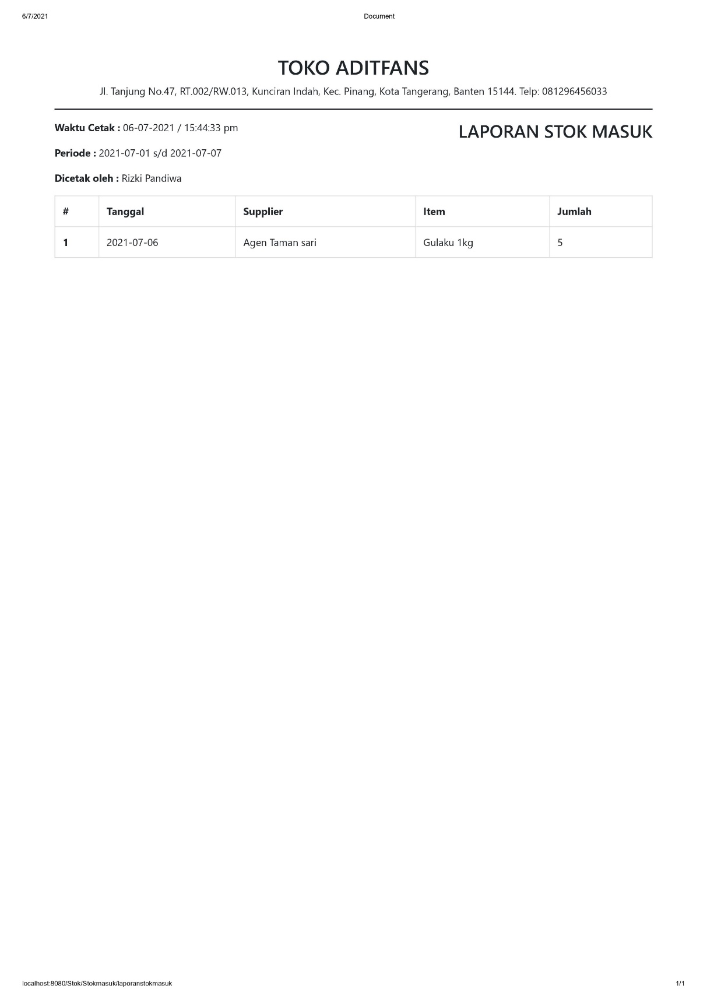 6/7/2021 Document
TOKO ADITFANS
Jl. Tanjung No.47, RT.002/RW.013, Kunciran Indah, Kec. Pinang, Kota Tangerang, Banten 15144. Telp: 081296456033
Waktu Cetak : 06-07-2021 / 15:44:33 pm
LAPORAN STOK MASUK
Periode : 2021-07-01 s/d 2021-07-07
Dicetak oleh : Rizki Pandiwa
# Tanggal Supplier Item Jumlah
1 2021-07-06 Agen Taman sari Gulaku 1kg 5
localhost:8080/Stok/Stokmasuk/laporanstokmasuk 1/1